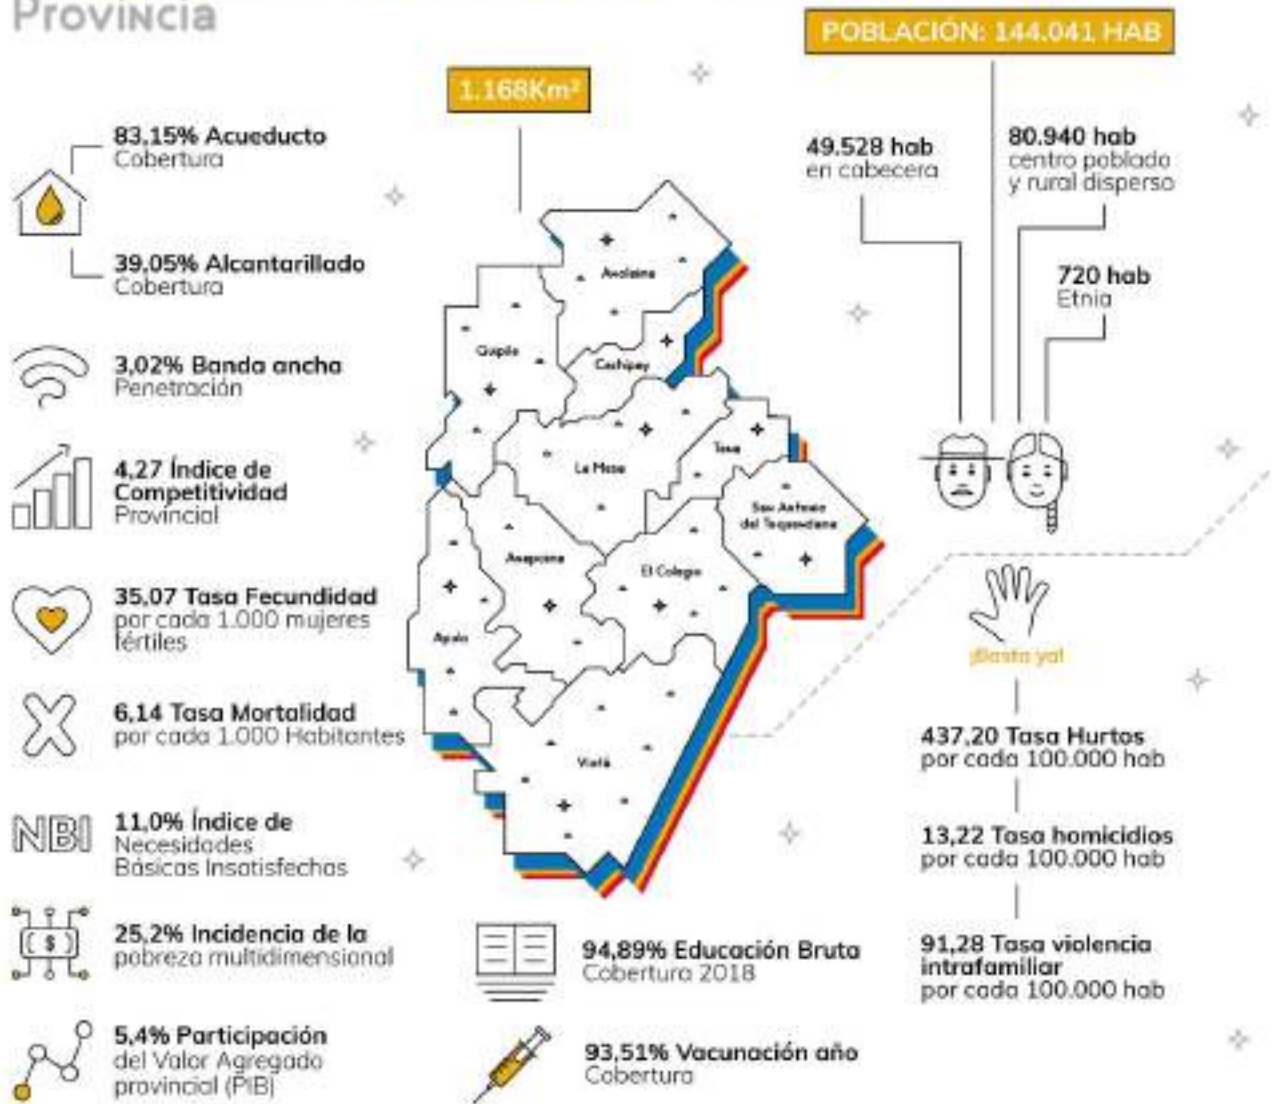 Provincia
POBLACIÓN: 144.041 HAB
1.168Km²
83,15% Acueducto
Cobertura
39,05% Alcantarillado
Cobertura
3,02% Banda ancha
Penetración
4,27 Índice de
Competitividad
Provincial
35,07 Tasa Fecundidad
por cada 1.000 mujeres
fértiles
6,14 Tasa Mortalidad
por cada 1.000 Habitantes
NBI
11,0% Índice de
Necesidades
Básicas Insatisfechas
$
25,2% Incidencia de la
pobreza multidimensional
5,4% Participación
del Valor Agregado
provincial (PIB)
49.528 hab
en cabecera
80.940 hab
centro poblado
y rural disperso
720 hab
Etnia
Quipile
Cachipay
La Mesa
Tena
San Antonio
del Tequendama
Anapoima
El Colegio
Apulo
Viotá
¡Basta ya!
437,20 Tasa Hurtos
por cada 100.000 hab
13,22 Tasa homicidios
por cada 100.000 hab
91,28 Tasa violencia
intrafamiliar
por cada 100.000 hab
94,89% Educación Bruta
Cobertura 2018
93,51% Vacunación año
Cobertura